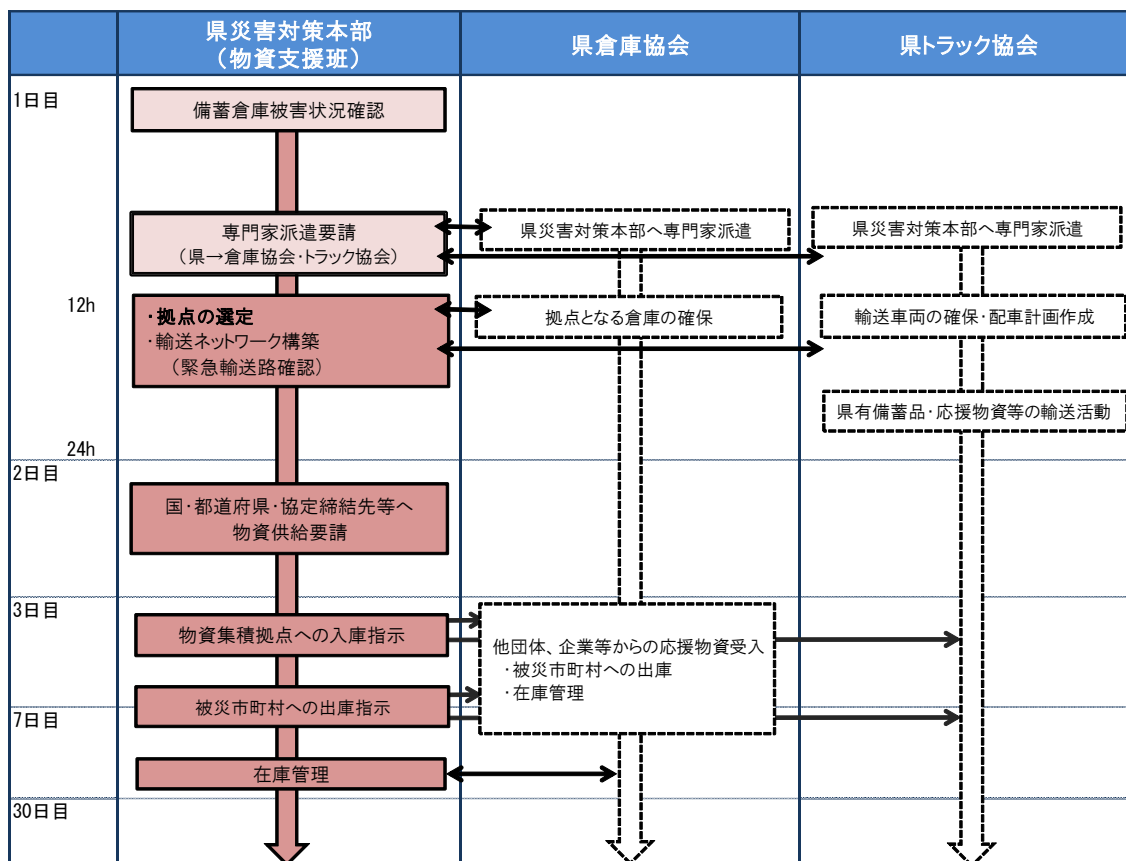 県災害対策本部
（物資支援班）
県倉庫協会
県トラック協会
1日目
備蓄倉庫被害状況確認
専門家派遣要請
（県→倉庫協会・トラック協会）
県災害対策本部へ専門家派遣
県災害対策本部へ専門家派遣
12h
・拠点の選定
・輸送ネットワーク構築
（緊急輸送路確認）
拠点となる倉庫の確保
輸送車両の確保・配車計画作成
県有備蓄品・応援物資等の輸送活動
24h
2日目
国・都道府県・協定締結先等へ
物資供給要請
3日目
物資集積拠点への入庫指示
他団体、企業等からの応援物資受入
・被災市町村への出庫
・在庫管理
被災市町村への出庫指示
7日目
在庫管理
30日目